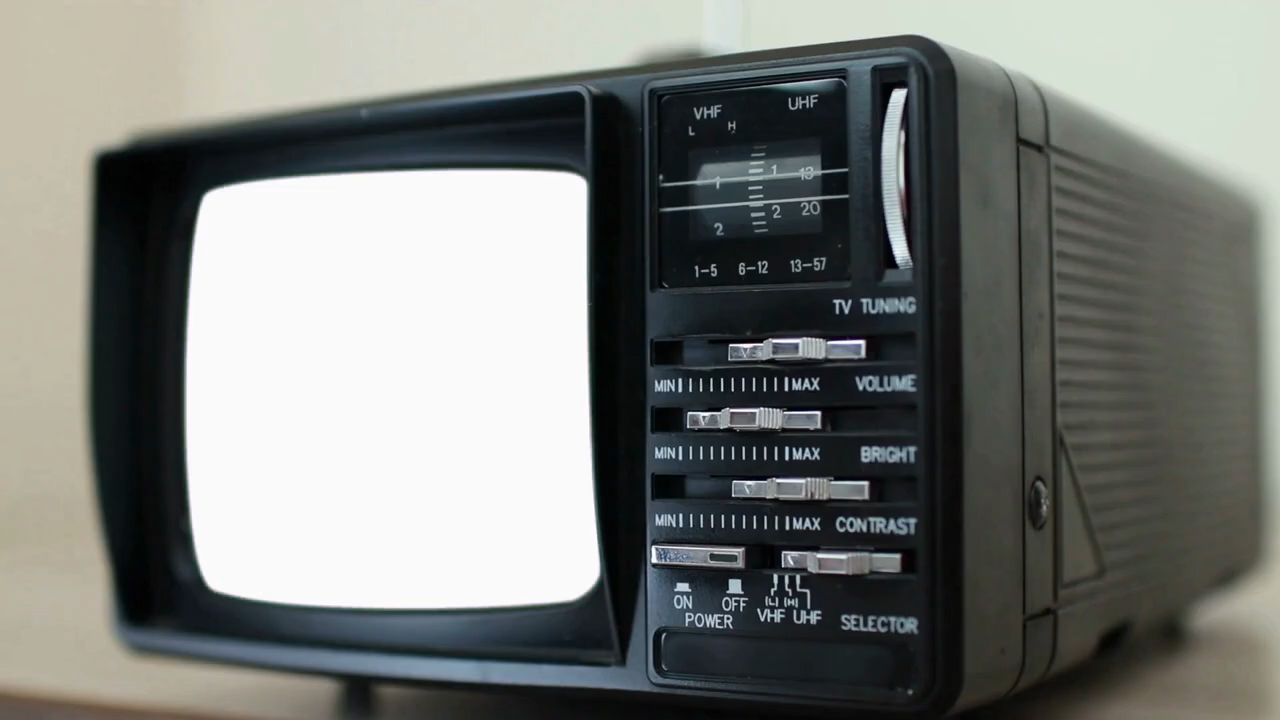 VHF UHF
L H
1 1 13
2 2 20
1–5 6–12 13–57
TV TUNING
MIN MAX VOLUME
MIN MAX BRIGHT
MIN MAX CONTRAST
ON OFF (L) (H)
POWER VHF UHF SELECTOR